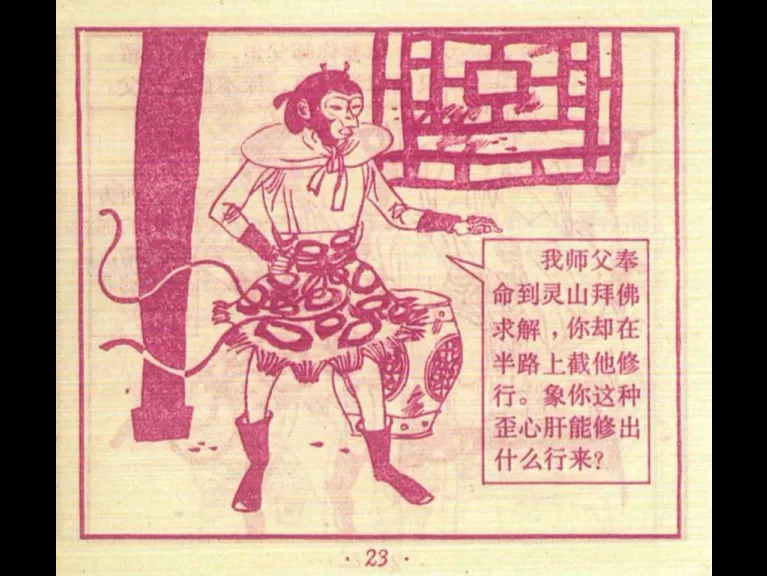 我师父奉
命到灵山拜佛
求解，你却在
半路上截他修
行。象你这种
歪心肝能修出
什么行来？
·23·